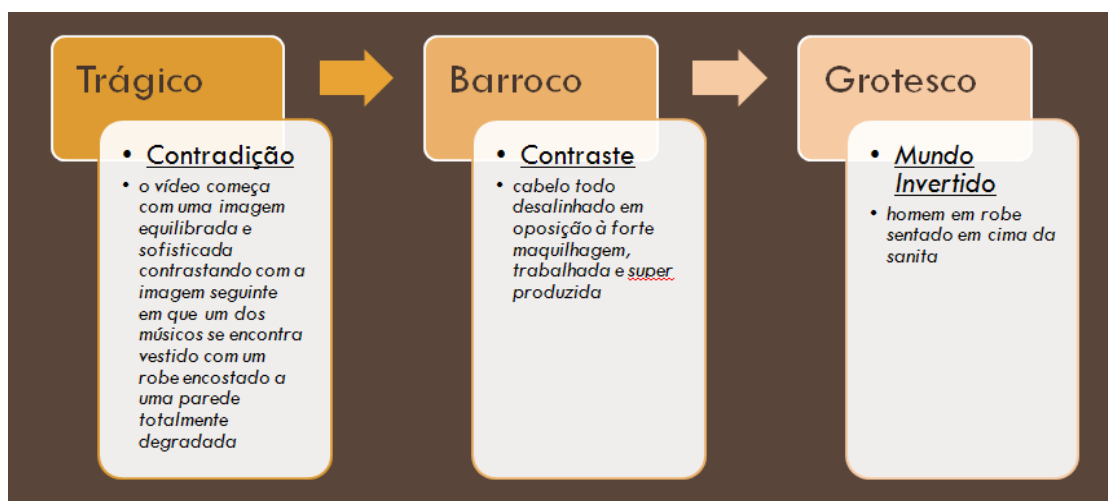 Trágico
• Contradição
• o vídeo começa
com uma imagem
equilibrada e
sofisticada
contrastando com a
imagem seguinte
em que um dos
músicos se encontra
vestido com um
robe encostado a
uma parede
totalmente
degradada
Barroco
• Contraste
• cabelo todo
desalinhado em
oposição à forte
maquilhagem,
trabalhada e super
produzida
Grotesco
• Mundo
Invertido
• homem em robe
sentado em cima da
sanita